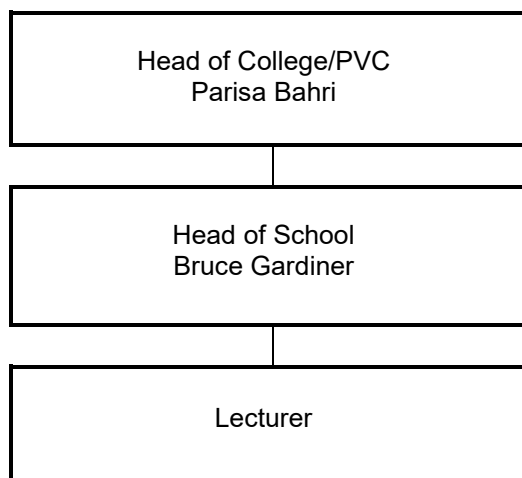 Head of College/PVC
Parisa Bahri
Head of School
Bruce Gardiner
Lecturer